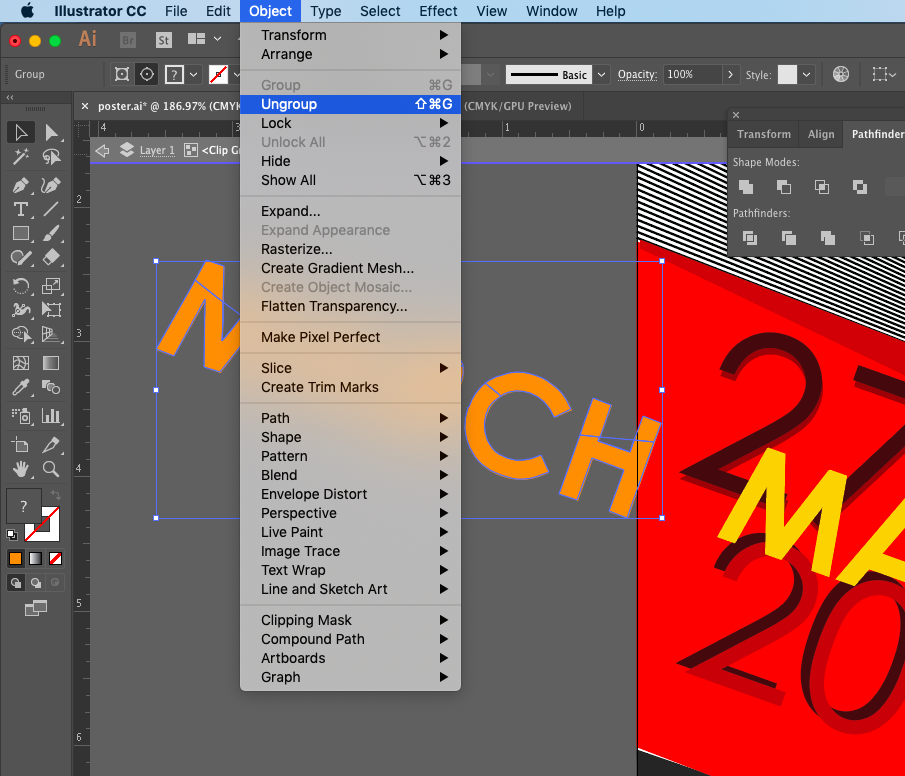 Illustrator CC File Edit Object Type Select Effect View Window Help
Ai Br St
Group ? Basic Opacity: 100% Style:
× poster.ai* @ 186.97% (CMYK (CMYK/GPU Preview)
4 3 1 0
Layer 1 <Clip Gr
Transform
Arrange
Group ⌘G
Ungroup ⇧⌘G
Lock
Unlock All ⌥⌘2
Hide
Show All ⌥⌘3
Expand...
Expand Appearance
Rasterize...
Create Gradient Mesh...
Create Object Mosaic...
Flatten Transparency...
Make Pixel Perfect
Slice
Create Trim Marks
Path
Shape
Pattern
Blend
Envelope Distort
Perspective
Live Paint
Image Trace
Text Wrap
Line and Sketch Art
Clipping Mask
Compound Path
Artboards
Graph
Transform Align Pathfinder
Shape Modes:
Pathfinders:
2
3
4
5
6
T
?
M CH
27
MA
20